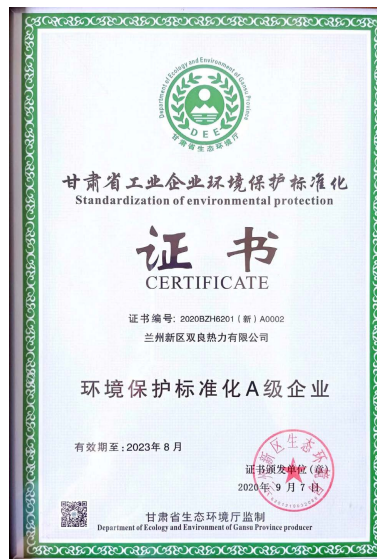 Department of Ecology and Environment of Gansu Province
DEE
甘肃省生态环境厅
甘肃省工业企业环境保护标准化
Standardization of environmental protection
证书
CERTIFICATE
证书编号：2020BZH6201（新）A0002
兰州新区双良热力有限公司
环境保护标准化A级企业
有效期至：2023年8月
新区生态环境
证书颁发单位（章）
2020年 9 月 7 日
甘肃省生态环境厅监制
Department of Ecology and Environment of Gansu Province producer